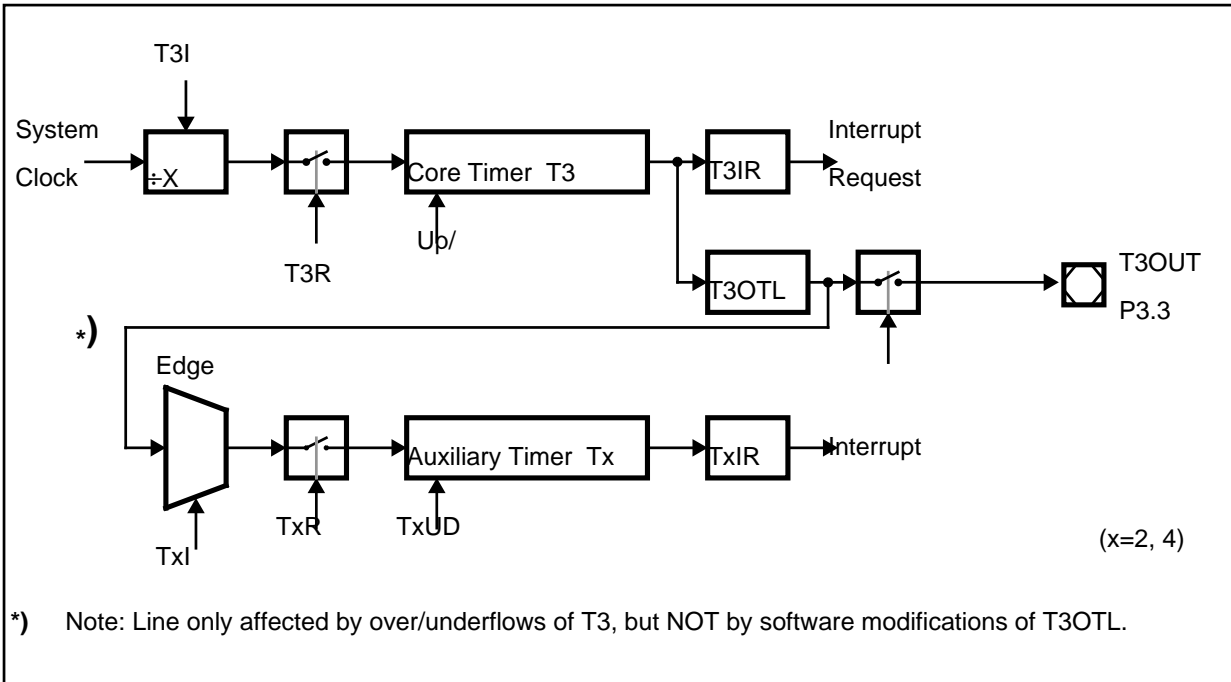 T3I
System
Clock
÷X
Core Timer T3
T3IR
Interrupt
Request
Up/
T3R
T3OTL
T3OUT
P3.3
*)
Edge
Auxiliary Timer Tx
TxIR
Interrupt
TxR
TxUD
TxI
(x=2, 4)
*) Note: Line only affected by over/underflows of T3, but NOT by software modifications of T3OTL.